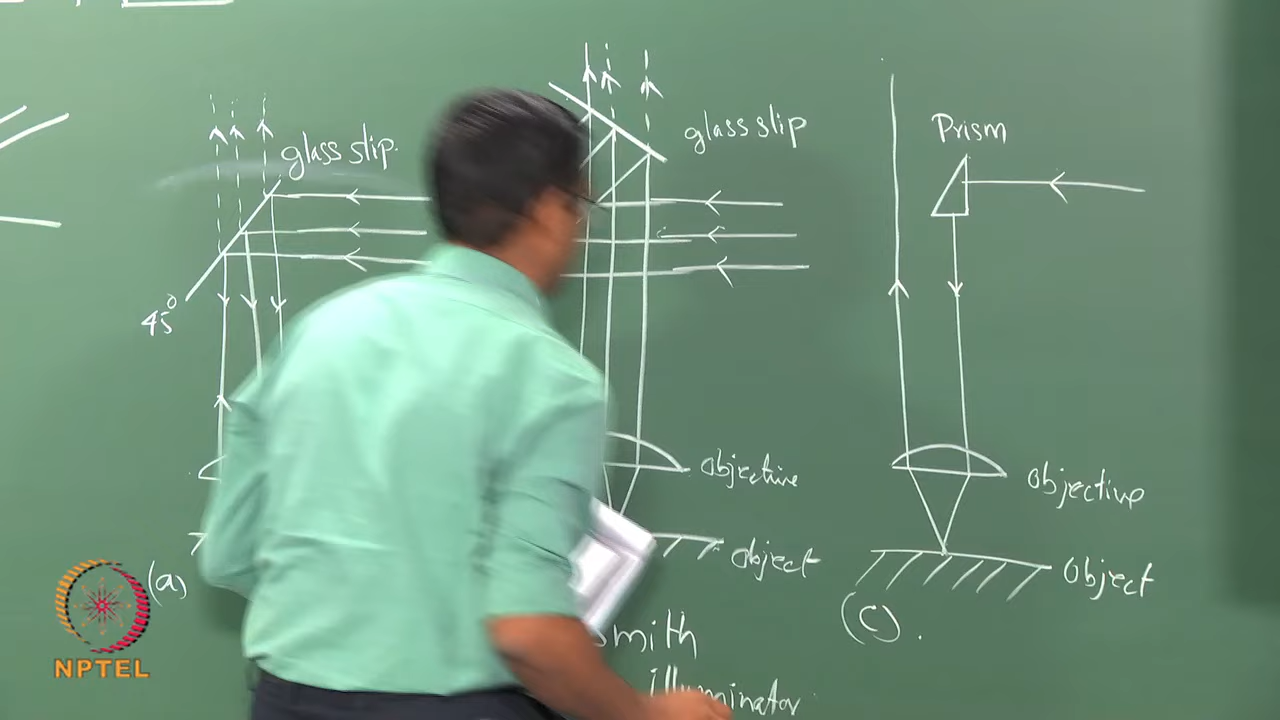 glass slip.
45°
(a)
NPTEL
glass slip
objective
object
smith
illuminator
Prism
objective
object
(c).